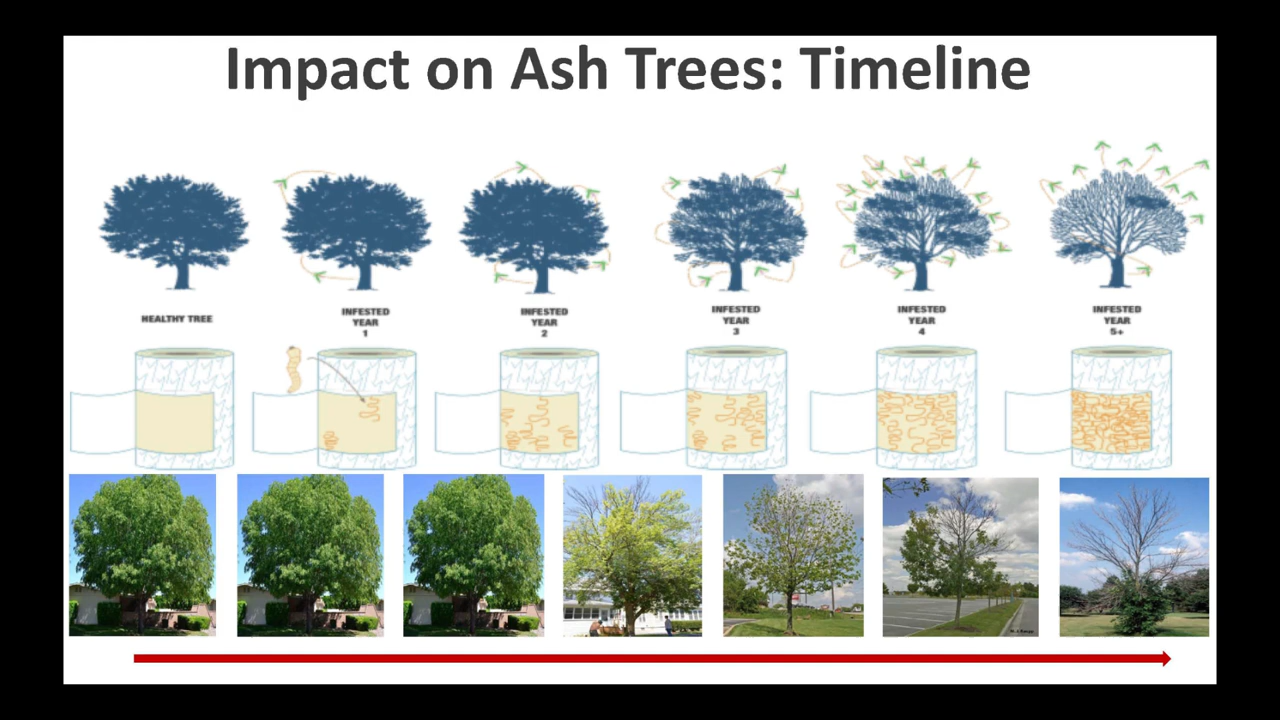 Impact on Ash Trees: Timeline
HEALTHY TREE
INFESTED
YEAR
1
INFESTED
YEAR
2
INFESTED
YEAR
3
INFESTED
YEAR
4
INFESTED
YEAR
5+